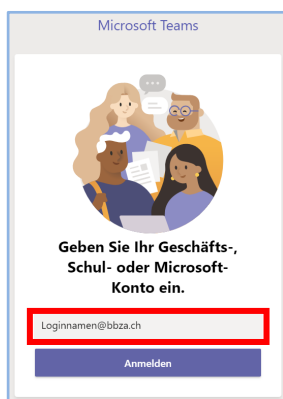 Microsoft Teams
Geben Sie Ihr Geschäfts-,
Schul- oder Microsoft-
Konto ein.
Loginnamen@bbza.ch
Anmelden